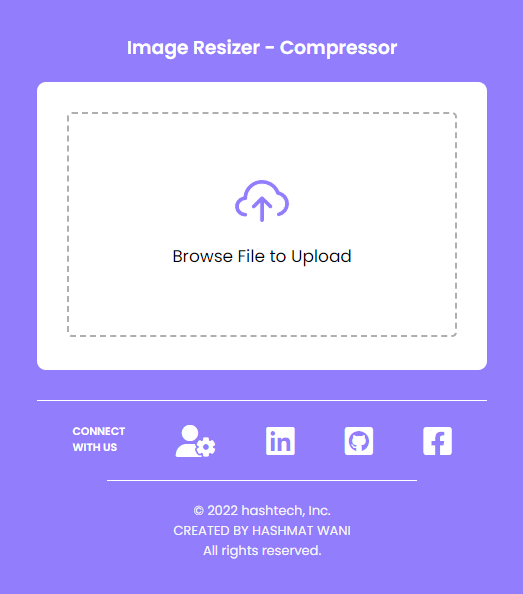 Image Resizer - Compressor
Browse File to Upload
CONNECT
WITH US
© 2022 hashtech, Inc.
CREATED BY HASHMAT WANI
All rights reserved.